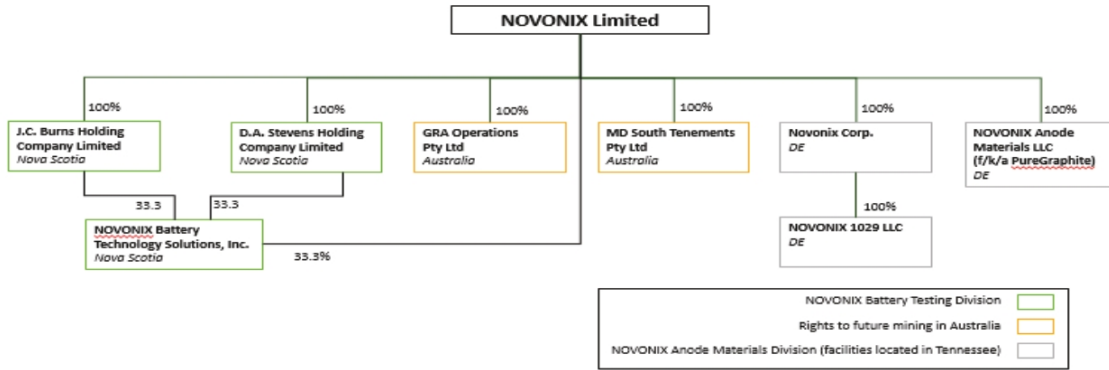 NOVONIX Limited
100%
100%
100%
100%
100%
100%
J.C. Burns Holding
Company Limited
Nova Scotia
D.A. Stevens Holding
Company Limited
Nova Scotia
GRA Operations
Pty Ltd
Australia
MD South Tenements
Pty Ltd
Australia
Novonix Corp.
DE
NOVONIX Anode
Materials LLC
(f/k/a PureGraphite)
DE
33.3
33.3
100%
NOVONIX Battery
Technology Solutions, Inc.
Nova Scotia
33.3%
NOVONIX 1029 LLC
DE
NOVONIX Battery Testing Division
Rights to future mining in Australia
NOVONIX Anode Materials Division (facilities located in Tennessee)